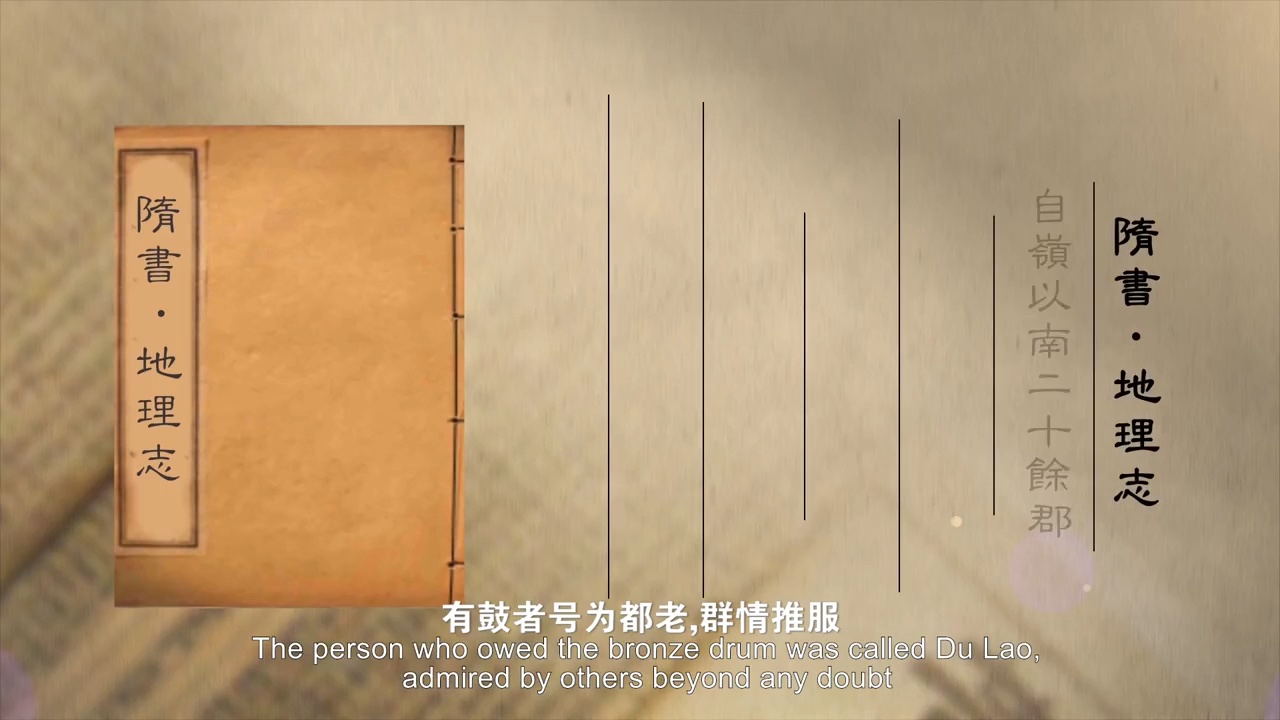 隋書·地理志
隋書·地理志
自嶺以南二十餘郡
有鼓者号为都老,群情推服
The person who owed the bronze drum was called Du Lao,
admired by others beyond any doubt